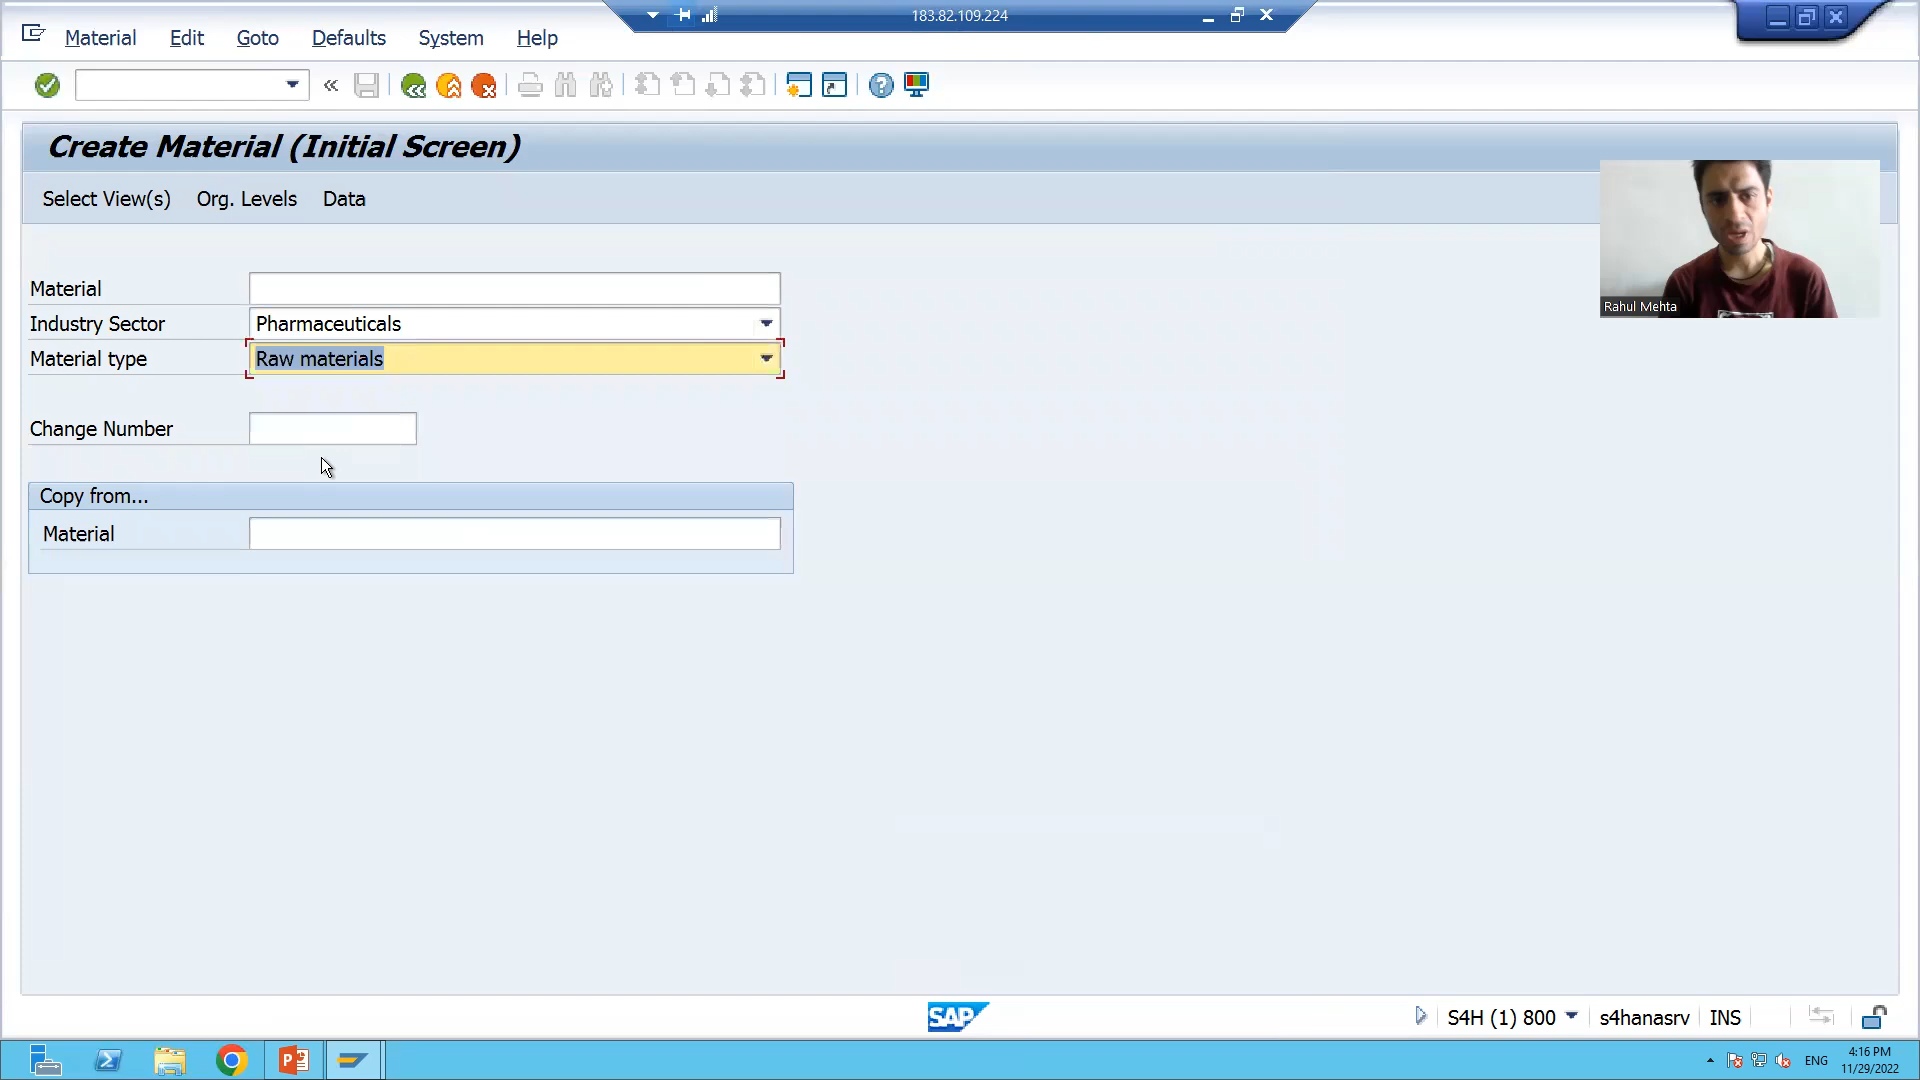 183.82.109.224
Material Edit Goto Defaults System Help
Create Material (Initial Screen)
Select View(s) Org. Levels Data
Rahul Mehta
Material
Industry Sector Pharmaceuticals
Material type Raw materials
Change Number
Copy from...
Material
SAP
S4H (1) 800 s4hanasrv INS
ENG
4:16 PM
11/29/2022